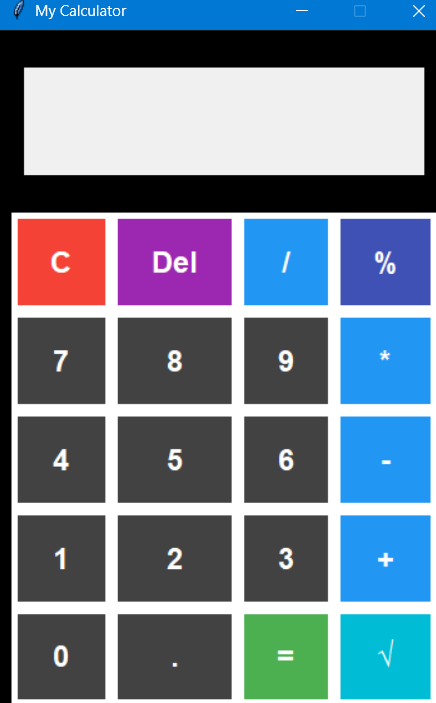 My Calculator
C Del / %
7 8 9 *
4 5 6 -
1 2 3 +
0 . = √